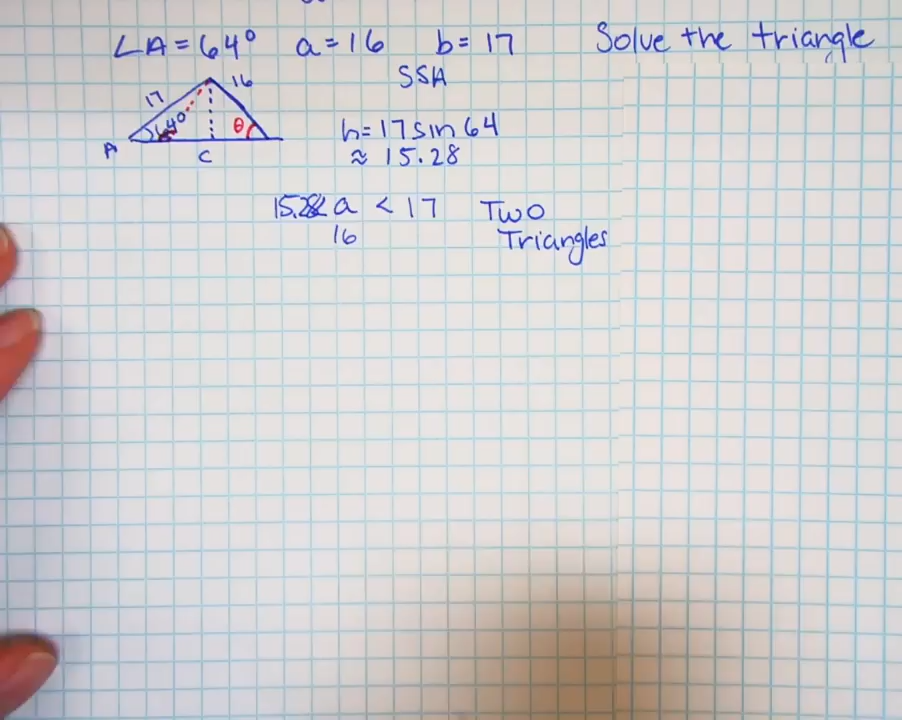 ∠A = 64° a = 16 b = 17 Solve the triangle
SSA
17 16
64° θ
A C
h = 17 sin 64
≈ 15.28
15.28 < a < 17 Two
16 Triangles